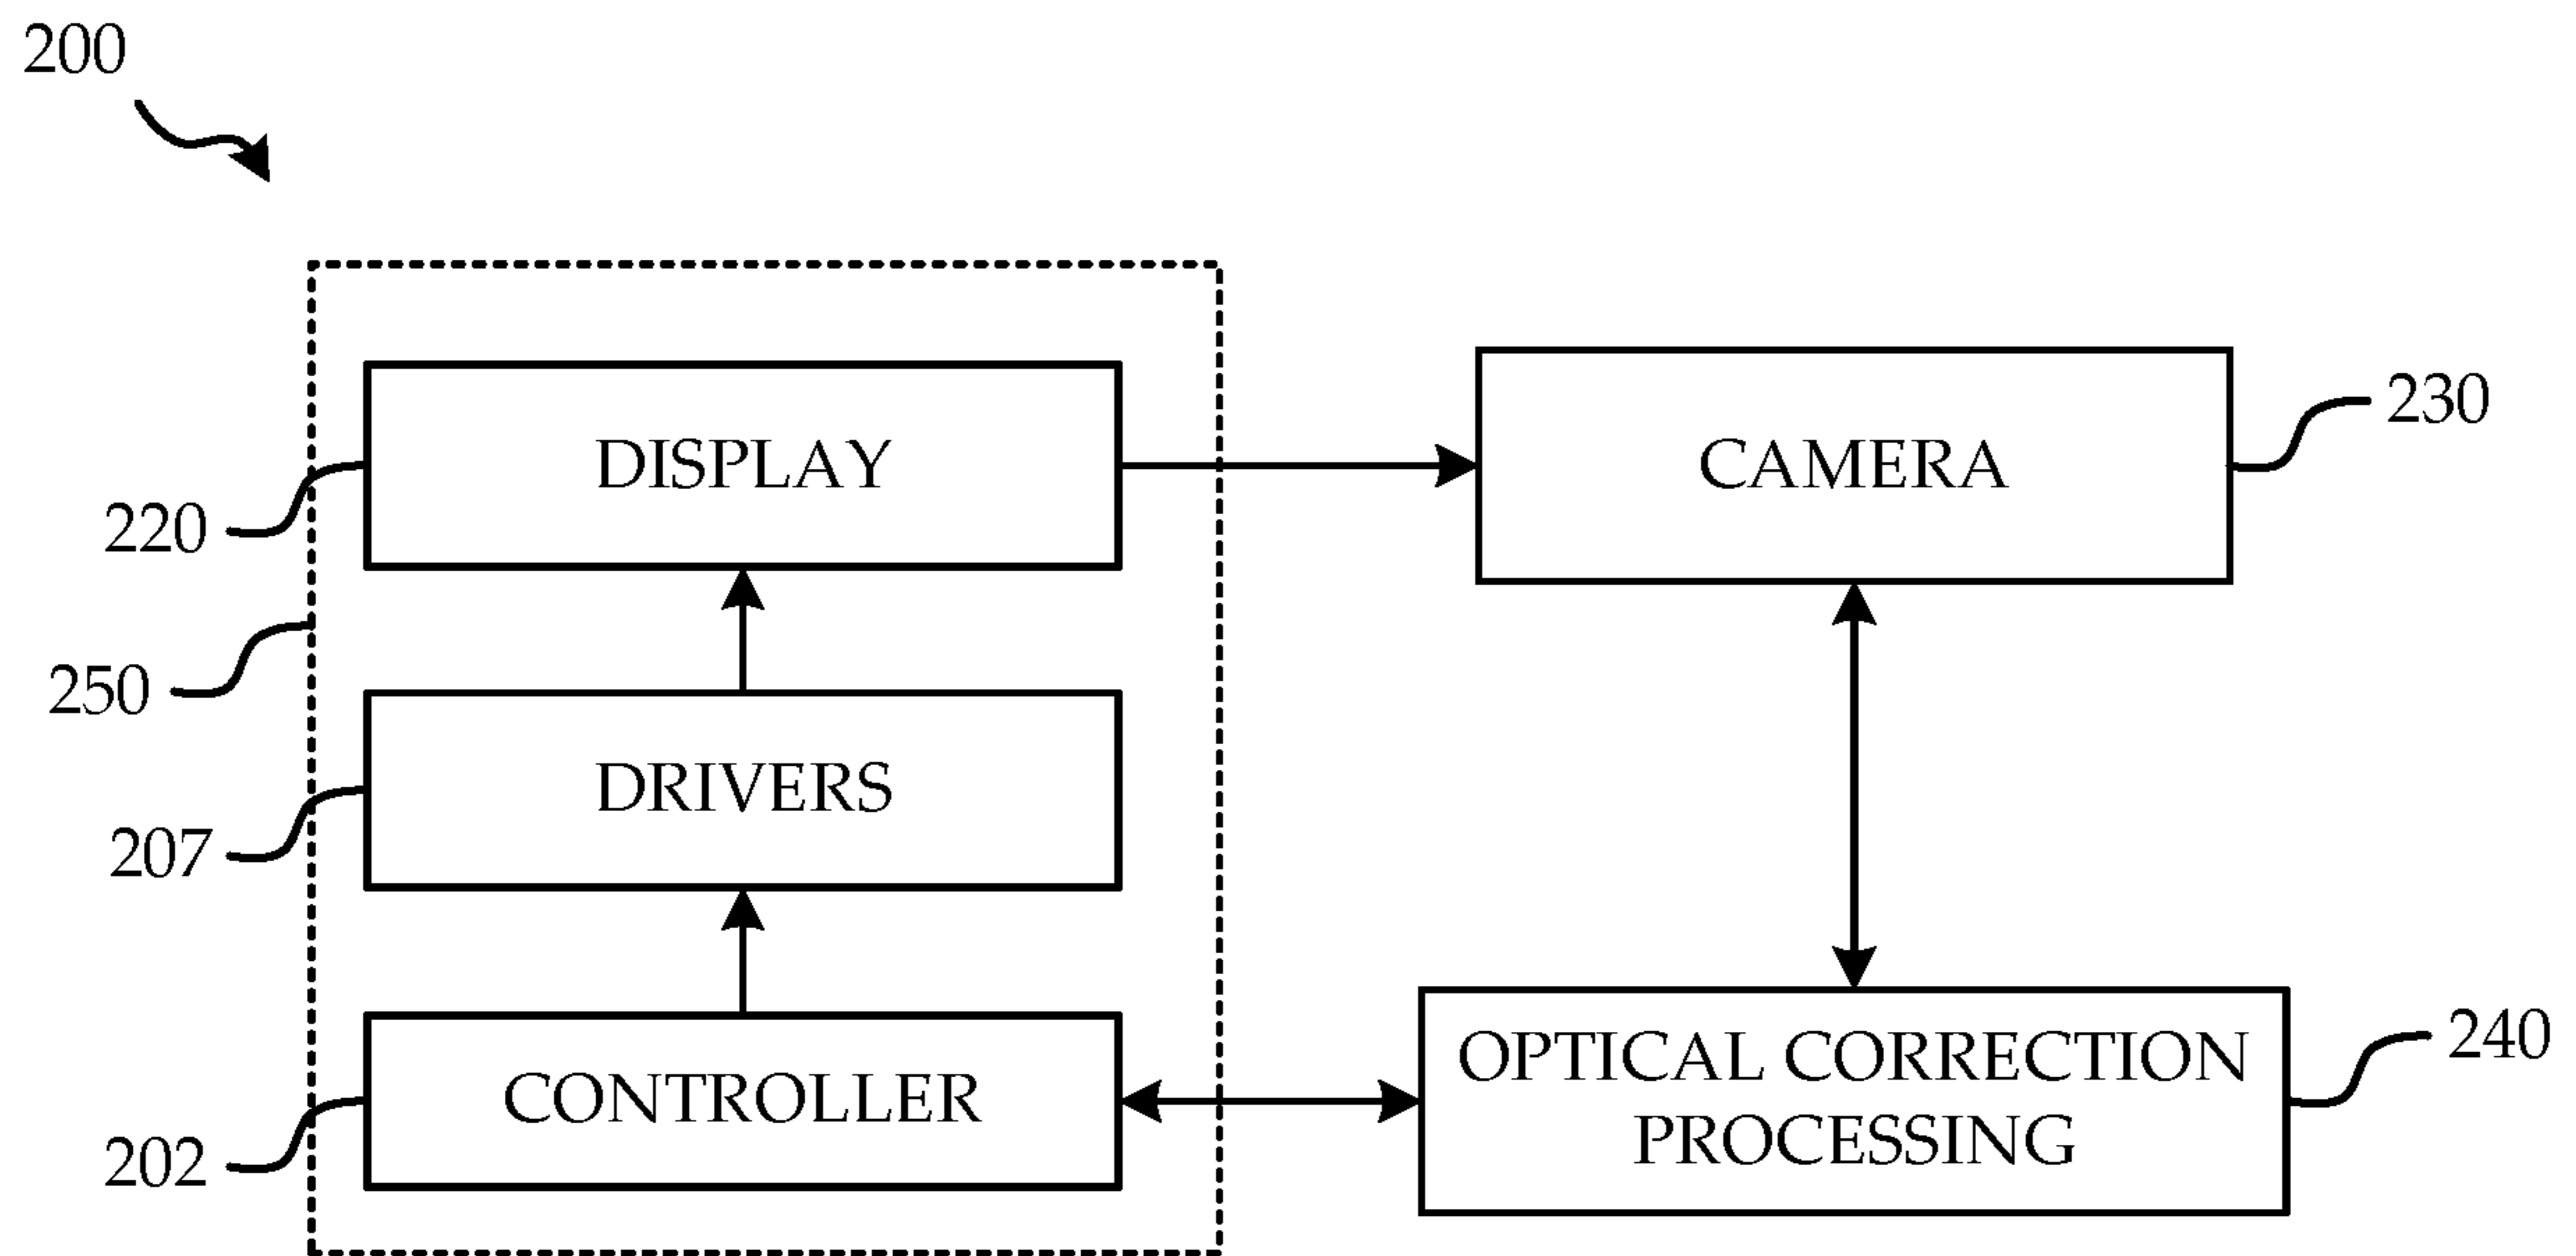 200
DISPLAY
CAMERA
230
220
250
DRIVERS
207
CONTROLLER
202
OPTICAL CORRECTION
PROCESSING
240